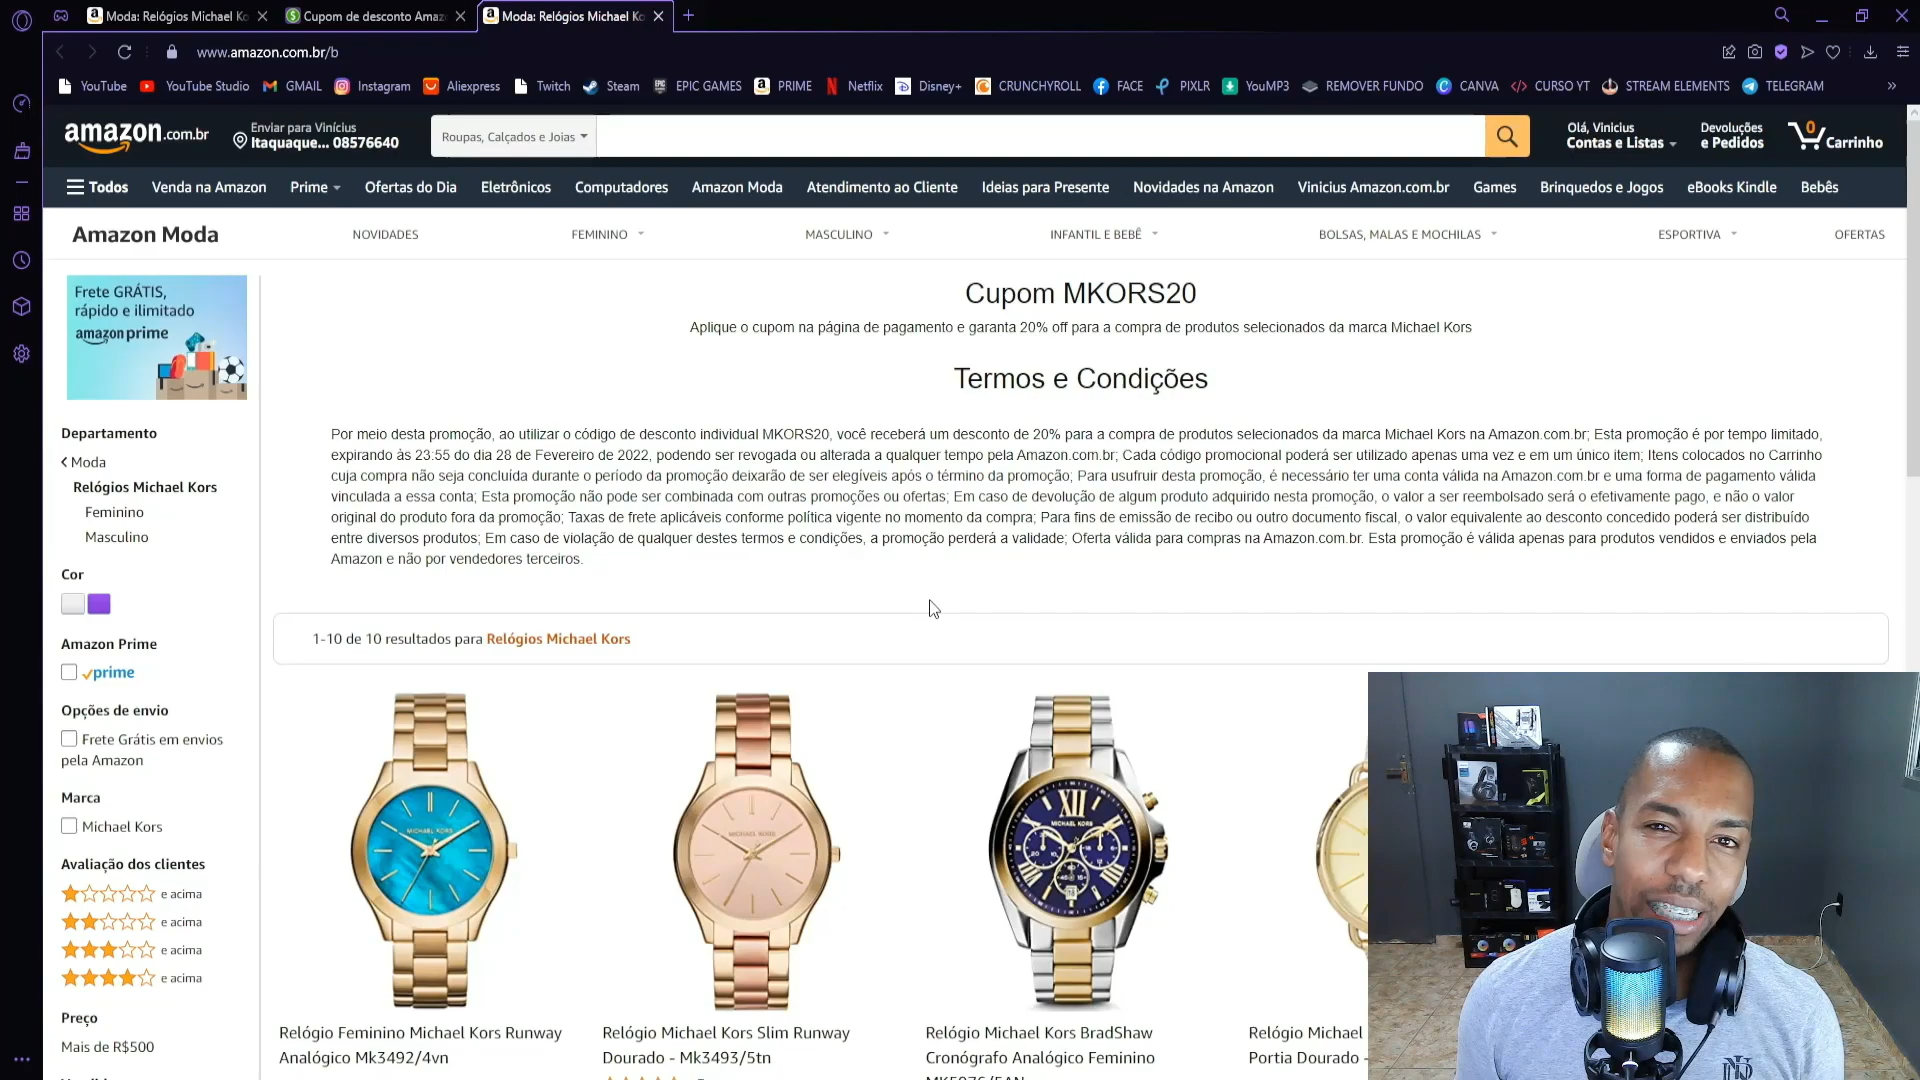 Moda: Relógios Michael Ko
Cupom de desconto Amaz
Moda: Relógios Michael Ko
www.amazon.com.br/b
YouTube YouTube Studio GMAIL Instagram Aliexpress Twitch Steam EPIC GAMES PRIME Netflix Disney+ CRUNCHYROLL FACE PIXLR YouMP3 REMOVER FUNDO CANVA CURSO YT STREAM ELEMENTS TELEGRAM
amazon.com.br
Enviar para Vinícius
Itaquaque... 08576640
Roupas, Calçados e Joias
Olá, Vinicius
Contas e Listas
Devoluções
e Pedidos
0
Carrinho
Todos Venda na Amazon Prime Ofertas do Dia Eletrônicos Computadores Amazon Moda Atendimento ao Cliente Ideias para Presente Novidades na Amazon Vinicius Amazon.com.br Games Brinquedos e Jogos eBooks Kindle Bebês
Amazon Moda NOVIDADES FEMININO MASCULINO INFANTIL E BEBÊ BOLSAS, MALAS E MOCHILAS ESPORTIVA OFERTAS
Frete GRÁTIS,
rápido e ilimitado
amazon prime
Departamento
Moda
Relógios Michael Kors
Feminino
Masculino
Cor
Amazon Prime
prime
Opções de envio
Frete Grátis em envios
pela Amazon
Marca
Michael Kors
Avaliação dos clientes
e acima
e acima
e acima
e acima
Preço
Mais de R$500
Cupom MKORS20
Aplique o cupom na página de pagamento e garanta 20% off para a compra de produtos selecionados da marca Michael Kors
Termos e Condições
Por meio desta promoção, ao utilizar o código de desconto individual MKORS20, você receberá um desconto de 20% para a compra de produtos selecionados da marca Michael Kors na Amazon.com.br; Esta promoção é por tempo limitado,
expirando às 23:55 do dia 28 de Fevereiro de 2022, podendo ser revogada ou alterada a qualquer tempo pela Amazon.com.br; Cada código promocional poderá ser utilizado apenas uma vez e em um único item; Itens colocados no Carrinho
cuja compra não seja concluída durante o período da promoção deixarão de ser elegíveis após o término da promoção; Para usufruir desta promoção, é necessário ter uma conta válida na Amazon.com.br e uma forma de pagamento válida
vinculada a essa conta; Esta promoção não pode ser combinada com outras promoções ou ofertas; Em caso de devolução de algum produto adquirido nesta promoção, o valor a ser reembolsado será o efetivamente pago, e não o valor
original do produto fora da promoção; Taxas de frete aplicáveis conforme política vigente no momento da compra; Para fins de emissão de recibo ou outro documento fiscal, o valor equivalente ao desconto concedido poderá ser distribuído
entre diversos produtos; Em caso de violação de qualquer destes termos e condições, a promoção perderá a validade; Oferta válida para compras na Amazon.com.br. Esta promoção é válida apenas para produtos vendidos e enviados pela
Amazon e não por vendedores terceiros.
1-10 de 10 resultados para Relógios Michael Kors
MICHAEL KORS
MICHAEL KORS
XII
MICHAEL KORS
Relógio Feminino Michael Kors Runway
Analógico Mk3492/4vn
Relógio Michael Kors Slim Runway
Dourado - Mk3493/5tn
Relógio Michael Kors BradShaw
Cronógrafo Analógico Feminino
Relógio Michael
Portia Dourado -